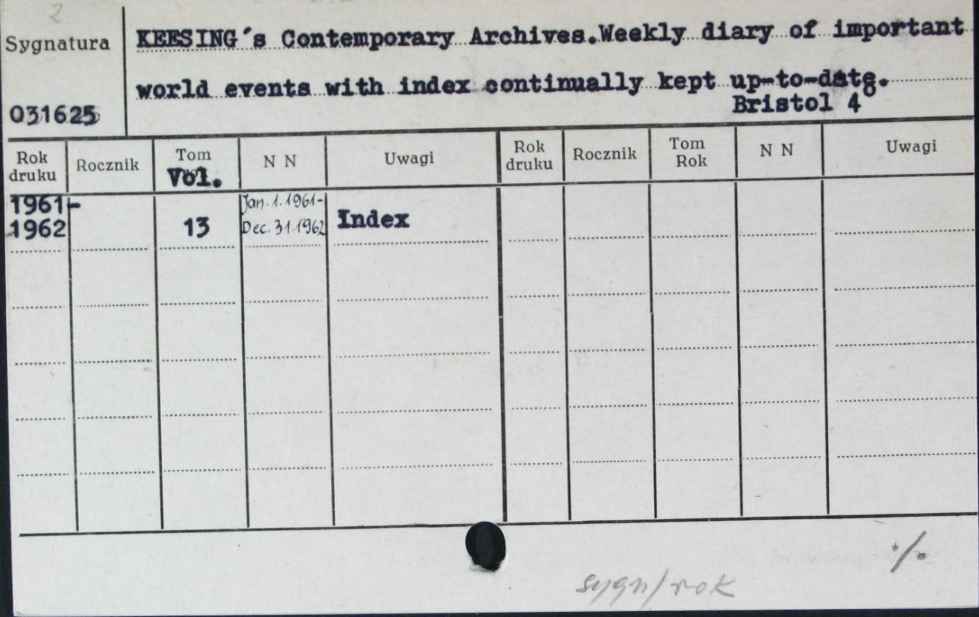 2
Sygnatura
KEESING's Contemporary Archives.Weekly diary of important
world events with index continually kept up-to-date.
031625
Bristol 4°
Rok druku Rocznik Tom N N Uwagi Rok druku Rocznik Tom Rok N N Uwagi
Vol.
1961- Jan.1.1961-
1962 13 Dec.31.1962 Index
./.
sygn/rok